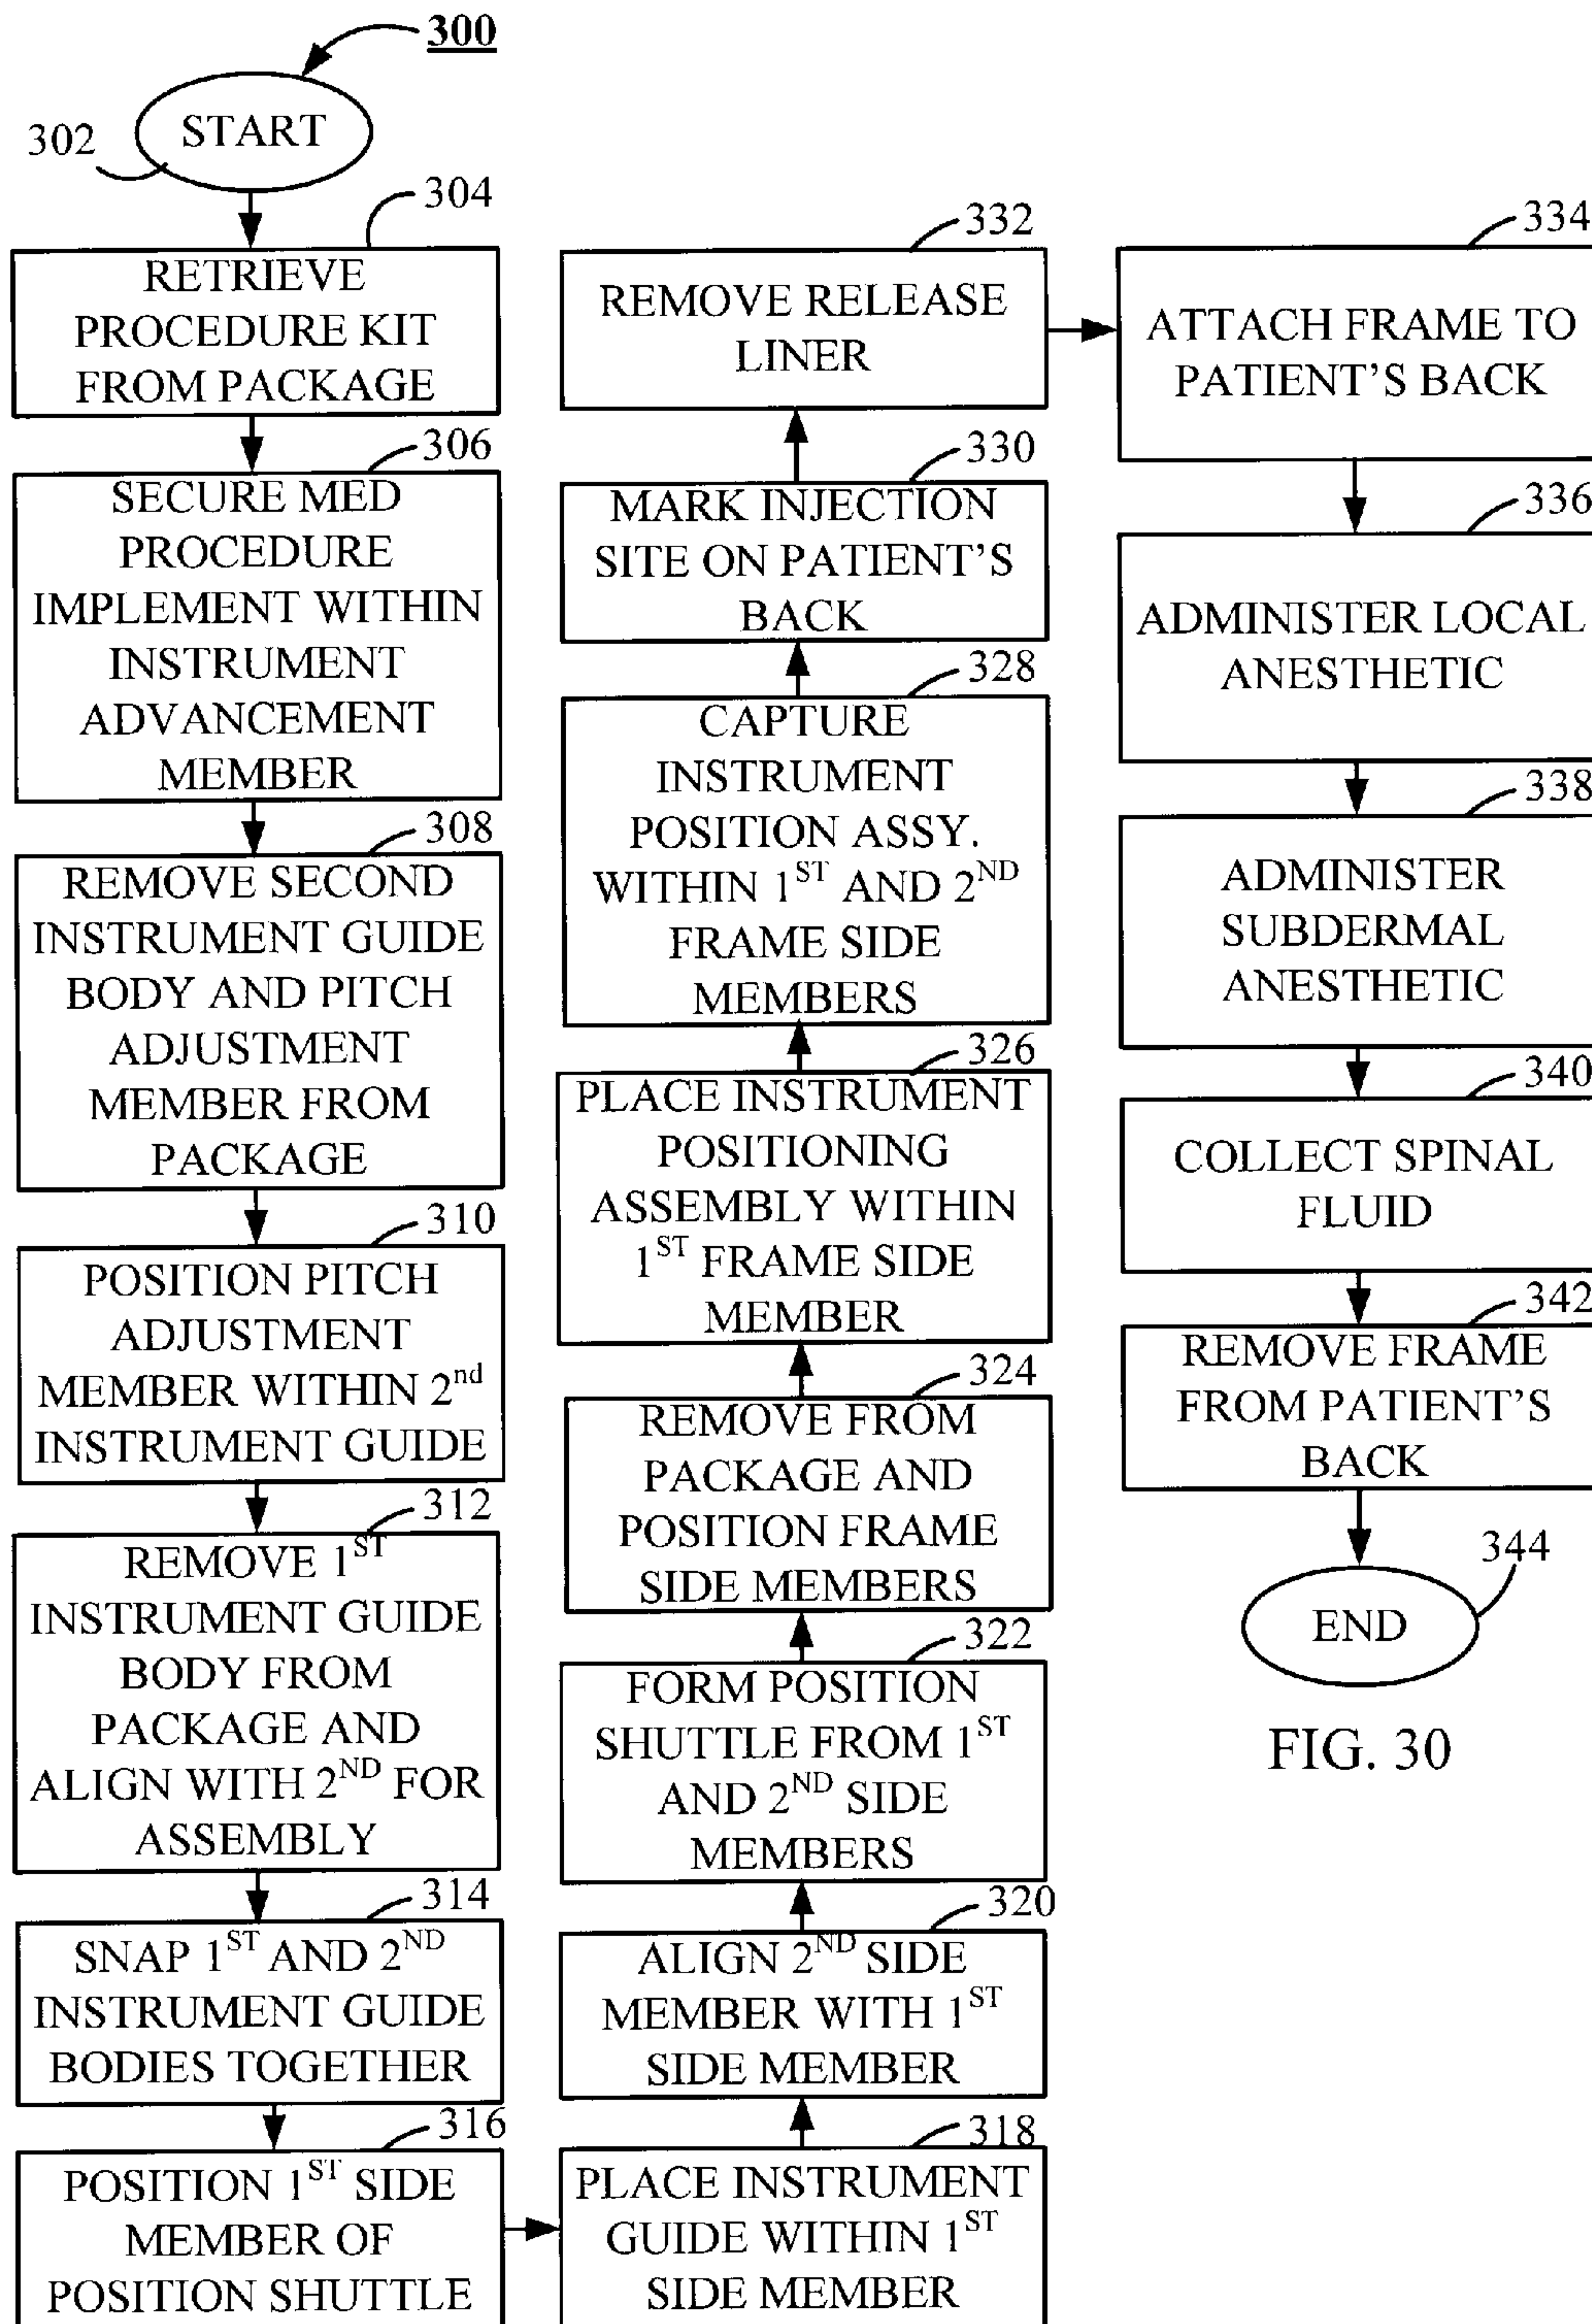 300
START
302
304
RETRIEVE
PROCEDURE KIT
FROM PACKAGE
306
SECURE MED
PROCEDURE
IMPLEMENT WITHIN
INSTRUMENT
ADVANCEMENT
MEMBER
308
REMOVE SECOND
INSTRUMENT GUIDE
BODY AND PITCH
ADJUSTMENT
MEMBER FROM
PACKAGE
310
POSITION PITCH
ADJUSTMENT
MEMBER WITHIN 2nd
INSTRUMENT GUIDE
312
REMOVE 1ST
INSTRUMENT GUIDE
BODY FROM
PACKAGE AND
ALIGN WITH 2ND FOR
ASSEMBLY
314
SNAP 1ST AND 2ND
INSTRUMENT GUIDE
BODIES TOGETHER
316
POSITION 1ST SIDE
MEMBER OF
POSITION SHUTTLE
318
PLACE INSTRUMENT
GUIDE WITHIN 1ST
SIDE MEMBER
320
ALIGN 2ND SIDE
MEMBER WITH 1ST
SIDE MEMBER
322
FORM POSITION
SHUTTLE FROM 1ST
AND 2ND SIDE
MEMBERS
324
REMOVE FROM
PACKAGE AND
POSITION FRAME
SIDE MEMBERS
326
PLACE INSTRUMENT
POSITIONING
ASSEMBLY WITHIN
1ST FRAME SIDE
MEMBER
328
CAPTURE
INSTRUMENT
POSITION ASSY.
WITHIN 1ST AND 2ND
FRAME SIDE
MEMBERS
330
MARK INJECTION
SITE ON PATIENT'S
BACK
332
REMOVE RELEASE
LINER
334
ATTACH FRAME TO
PATIENT'S BACK
336
ADMINISTER LOCAL
ANESTHETIC
338
ADMINISTER
SUBDERMAL
ANESTHETIC
340
COLLECT SPINAL
FLUID
342
REMOVE FRAME
FROM PATIENT'S
BACK
344
END
FIG. 30